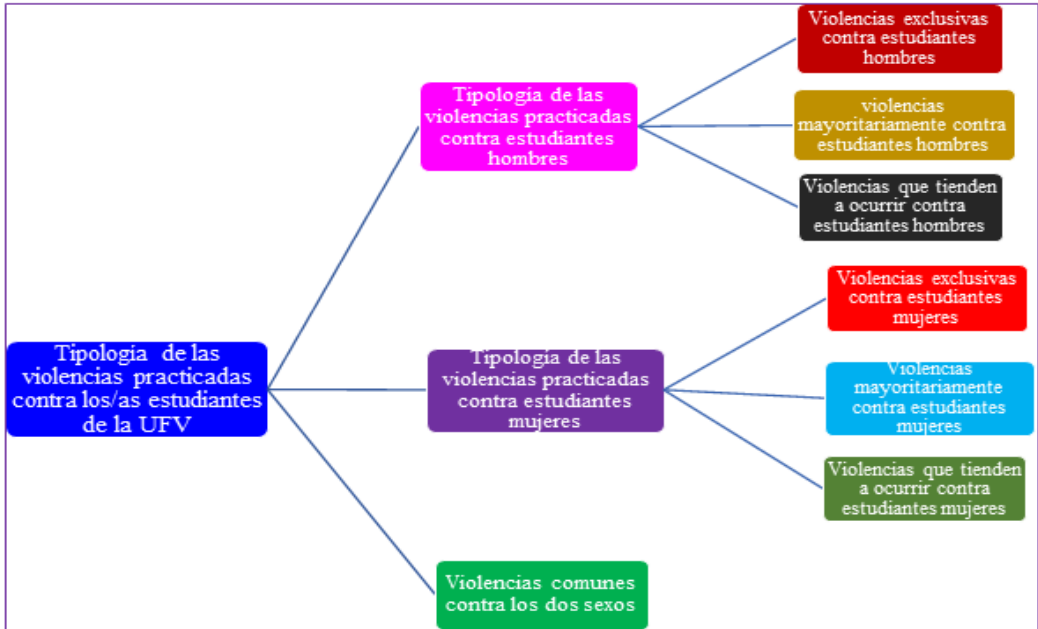 Tipología de las
violencias practicadas
contra los/as estudiantes
de la UFV
Tipología de las
violencias practicadas
contra estudiantes
hombres
Violencias exclusivas
contra estudiantes
hombres
violencias
mayoritariamente contra
estudiantes hombres
Violencias que tienden
a ocurrir contra
estudiantes hombres
Tipología de las
violencias practicadas
contra estudiantes
mujeres
Violencias exclusivas
contra estudiantes
mujeres
Violencias
mayoritariamente
contra estudiantes
mujeres
Violencias que tienden
a ocurrir contra
estudiantes mujeres
Violencias comunes
contra los dos sexos